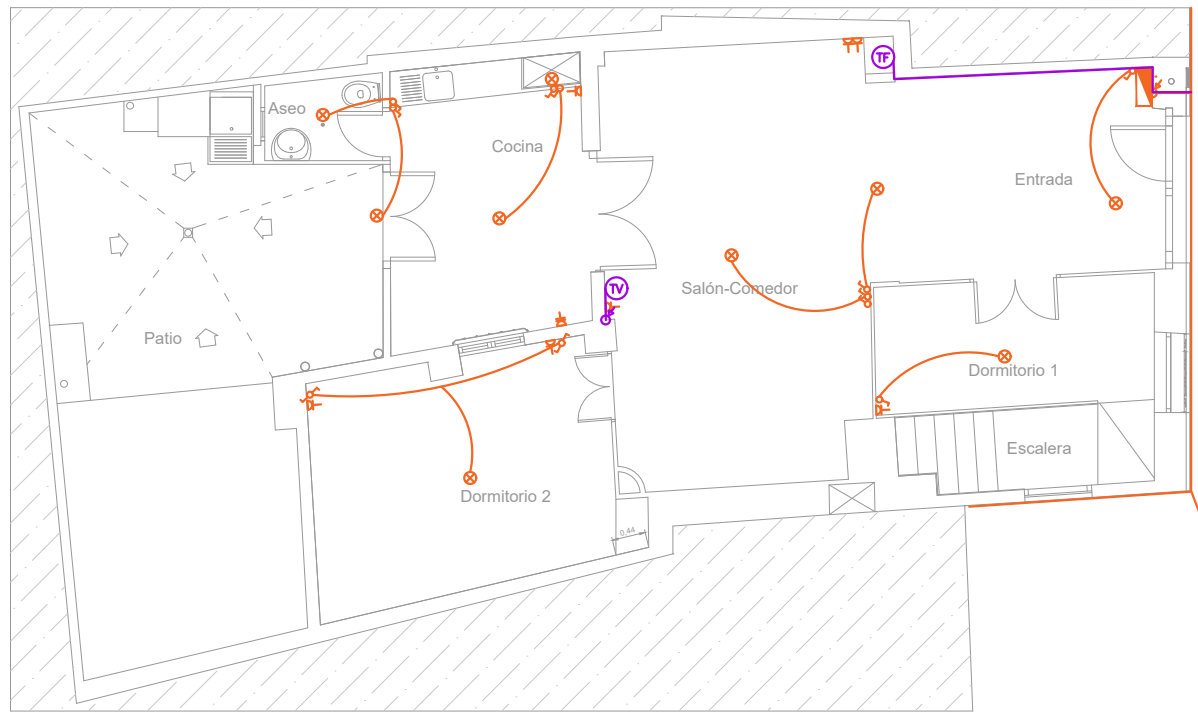 TF
Aseo
Cocina
Entrada
TV
Salón-Comedor
Patio
Dormitorio 1
Escalera
Dormitorio 2
0,44